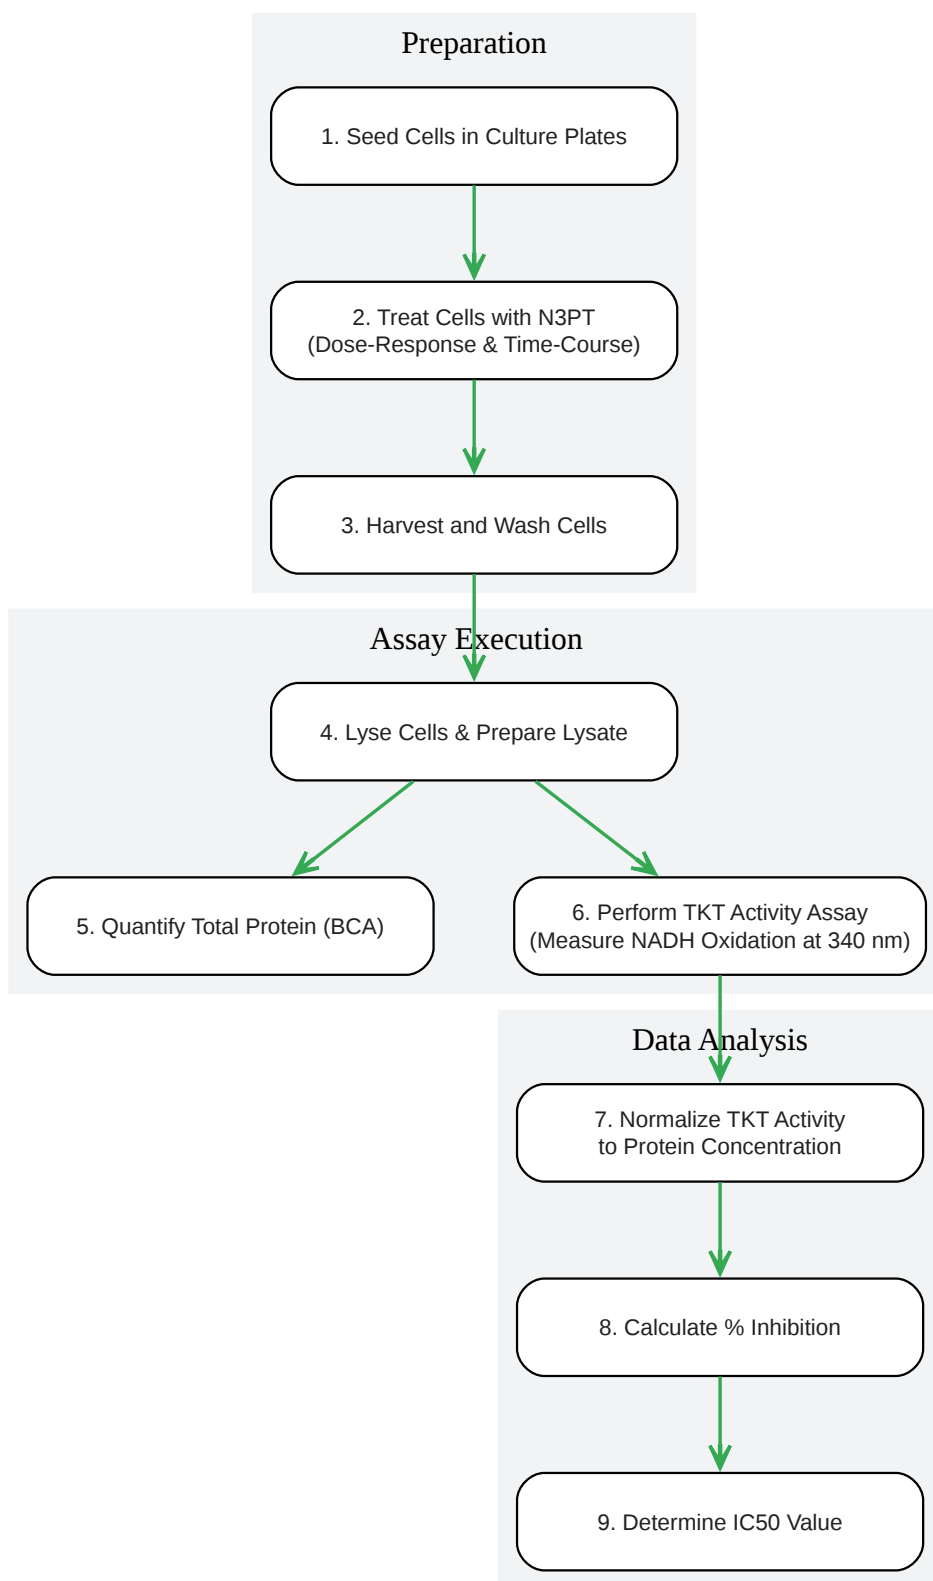 Preparation
1. Seed Cells in Culture Plates
2. Treat Cells with N3PT
(Dose-Response & Time-Course)
3. Harvest and Wash Cells
Assay Execution
4. Lyse Cells & Prepare Lysate
5. Quantify Total Protein (BCA)
6. Perform TKT Activity Assay
(Measure NADH Oxidation at 340 nm)
Data Analysis
7. Normalize TKT Activity
to Protein Concentration
8. Calculate % Inhibition
9. Determine IC50 Value